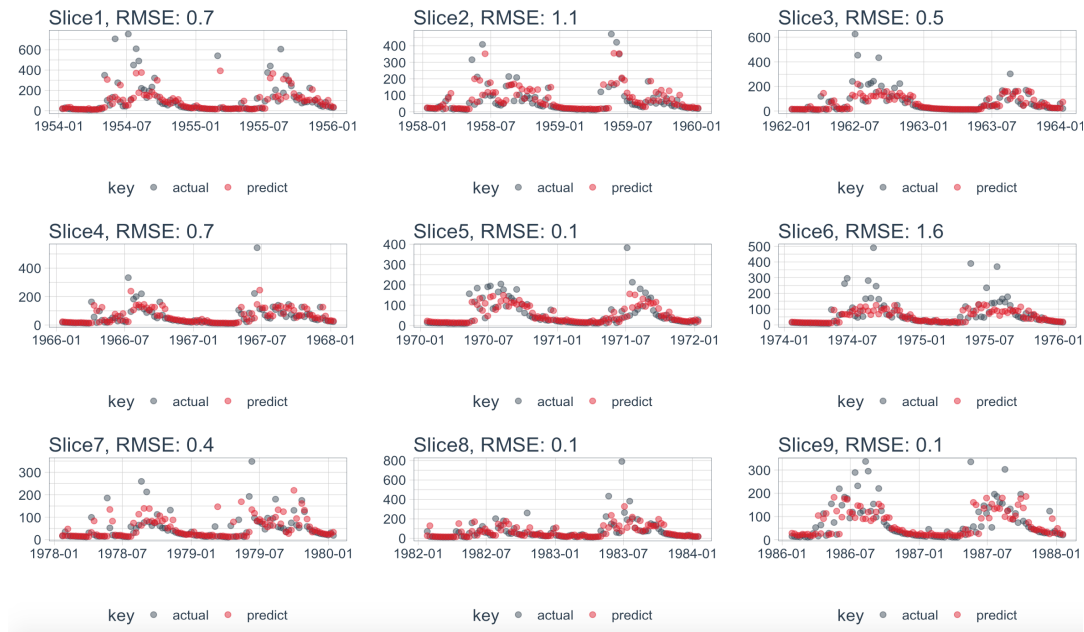 Slice1, RMSE: 0.7
600
400
200
0
1954-01 1954-07 1955-01 1955-07 1956-01
key actual predict
Slice2, RMSE: 1.1
400
300
200
100
0
1958-01 1958-07 1959-01 1959-07 1960-01
key actual predict
Slice3, RMSE: 0.5
600
400
200
0
1962-01 1962-07 1963-01 1963-07 1964-01
key actual predict
Slice4, RMSE: 0.7
400
200
0
1966-01 1966-07 1967-01 1967-07 1968-01
key actual predict
Slice5, RMSE: 0.1
400
300
200
100
0
1970-01 1970-07 1971-01 1971-07 1972-01
key actual predict
Slice6, RMSE: 1.6
500
400
300
200
100
0
1974-01 1974-07 1975-01 1975-07 1976-01
key actual predict
Slice7, RMSE: 0.4
300
200
100
0
1978-01 1978-07 1979-01 1979-07 1980-01
key actual predict
Slice8, RMSE: 0.1
800
600
400
200
0
1982-01 1982-07 1983-01 1983-07 1984-01
key actual predict
Slice9, RMSE: 0.1
300
200
100
0
1986-01 1986-07 1987-01 1987-07 1988-01
key actual predict